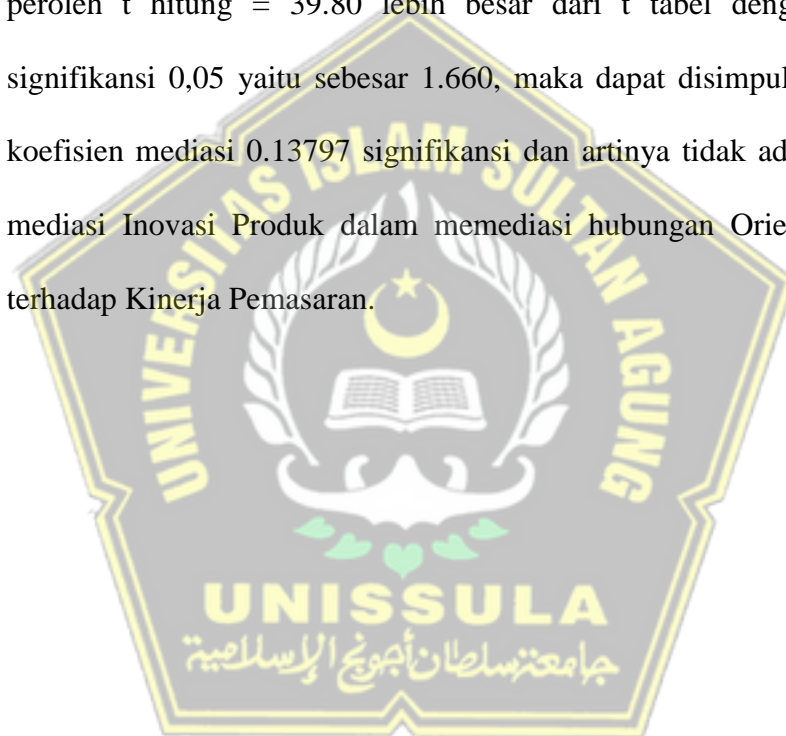 peroleh t hitung = 39.80 lebih besar dari t tabel deng
signifikansi 0,05 yaitu sebesar 1.660, maka dapat disimpul
koefisien mediasi 0.13797 signifikansi dan artinya tidak ad
mediasi Inovasi Produk dalam memediasi hubungan Orie
terhadap Kinerja Pemasaran.
UNIVERSITAS ISLAM SULTAN AGUNG
UNISSULA
جامعة سلطان أجونج الإسلامية